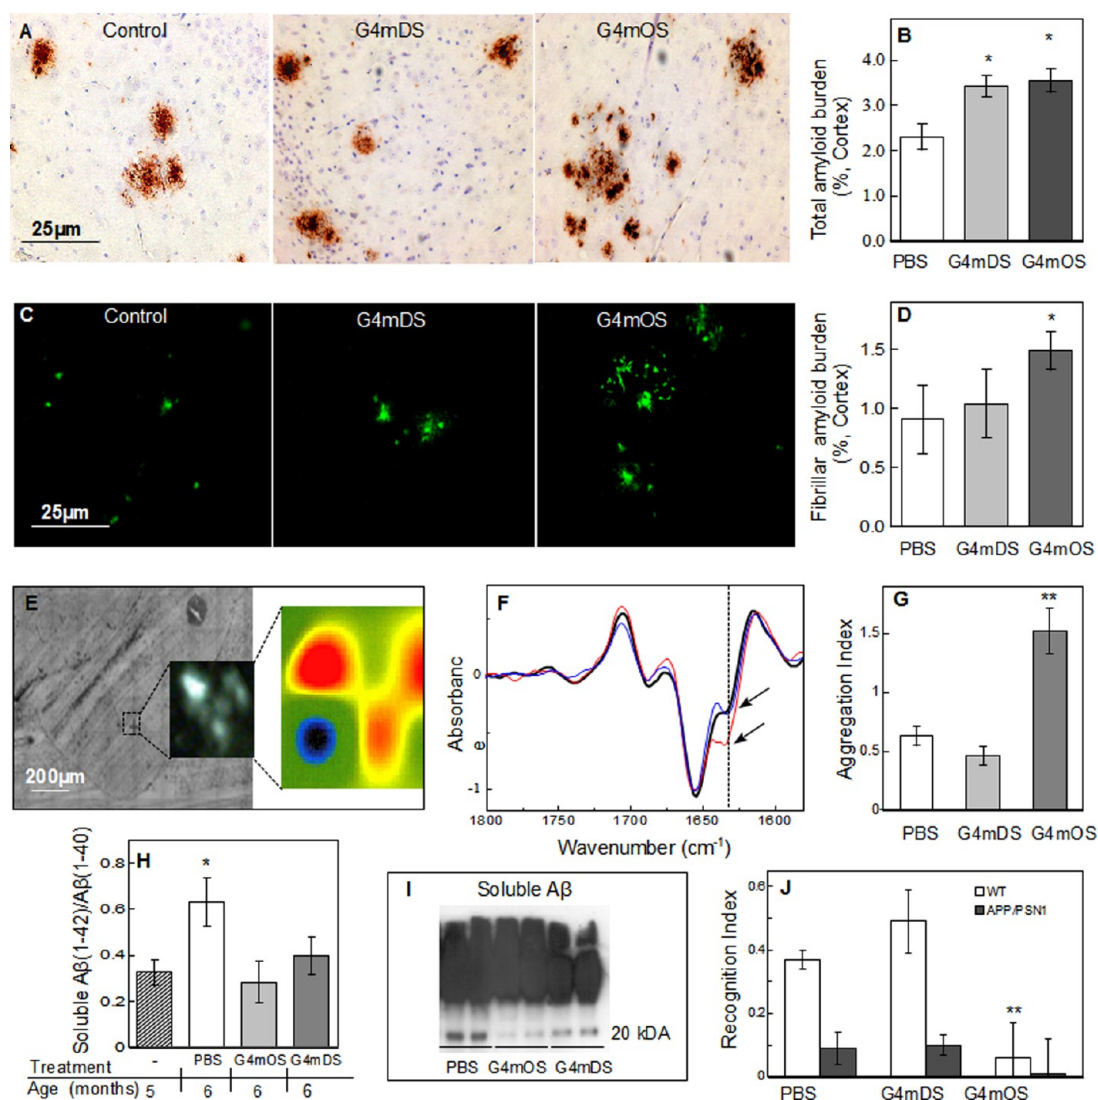 A
Control
G4mDS
G4mOS
25µm
B
Total amyloid burden
(%, Cortex)
4.0
3.0
2.0
1.0
0.0
*
*
PBS
G4mDS
G4mOS
C
Control
G4mDS
G4mOS
25µm
D
Fibrillar amyloid burden
(%, Cortex)
1.5
1.0
0.5
0.0
*
PBS
G4mDS
G4mOS
E
200µm
F
Absorbanc
e
0
-1
1800
1750
1700
1650
1600
Wavenumber (cm⁻¹)
G
Aggregation Index
1.5
1
0.5
0
**
PBS
G4mDS
G4mOS
H
Soluble Aβ(1-42)/Aβ(1-40)
0.8
0.6
0.4
0.2
0
*
Treatment - PBS G4mOS G4mDS
Age (months) 5 6 6 6
I
Soluble Aβ
20 kDA
PBS G4mOS G4mDS
J
Recognition Index
0.6
0.4
0.2
0
WT
APP/PSN1
**
PBS
G4mDS
G4mOS